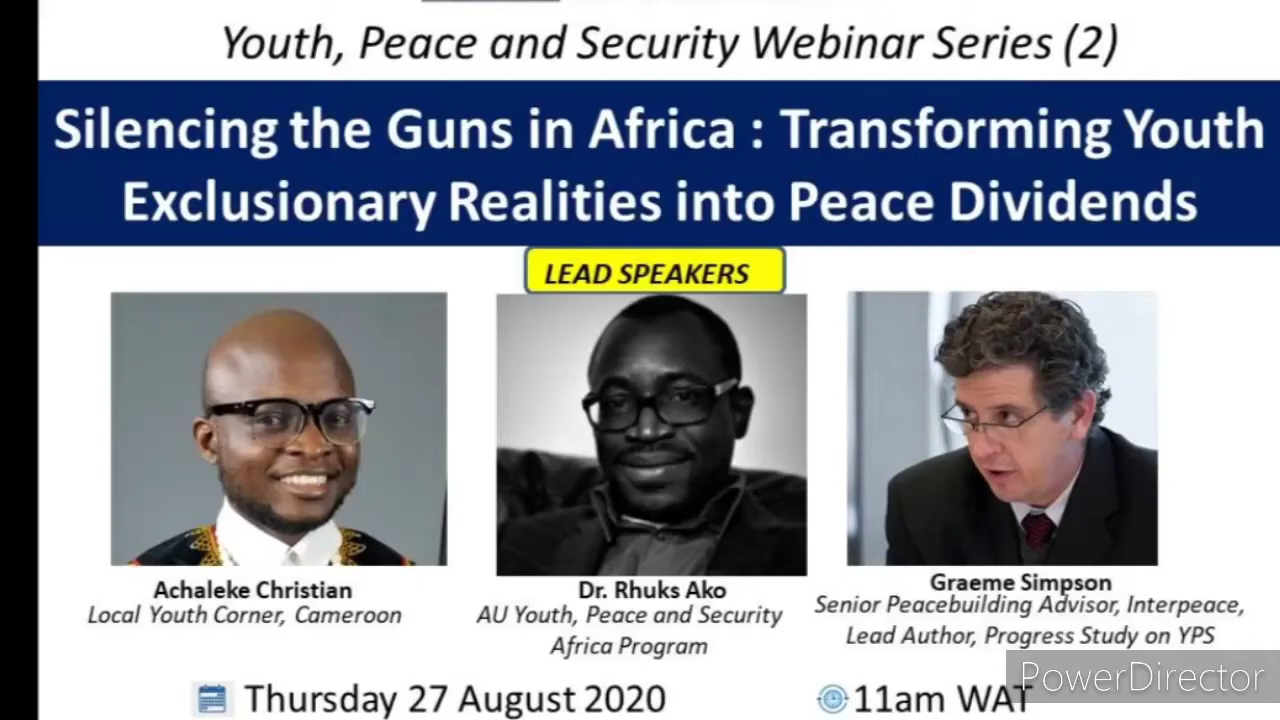 Youth, Peace and Security Webinar Series (2)
Silencing the Guns in Africa : Transforming Youth
Exclusionary Realities into Peace Dividends
LEAD SPEAKERS
Achaleke Christian
Local Youth Corner, Cameroon
Dr. Rhuks Ako
AU Youth, Peace and Security
Africa Program
Graeme Simpson
Senior Peacebuilding Advisor, Interpeace,
Lead Author, Progress Study on YPS
Thursday 27 August 2020
11am WAT
PowerDirector